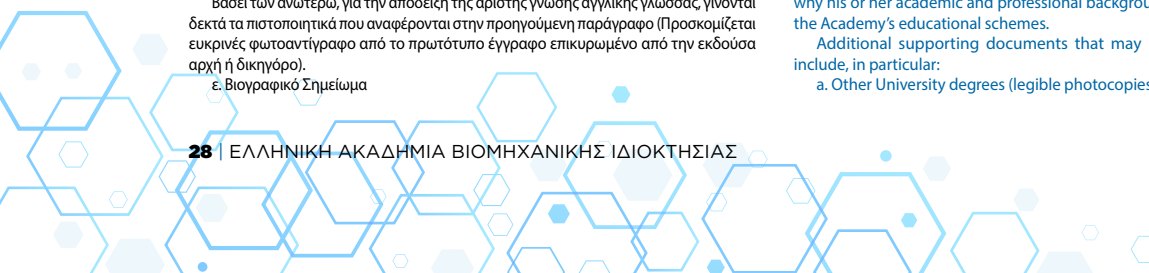 Βάσει των ανωτέρω, για την απόδειξη της άριστης γνώσης αγγλικής γλώσσας, γίνονται
δεκτά τα πιστοποιητικά που αναφέρονται στην προηγούμενη παράγραφο (Προσκομίζεται
ευκρινές φωτοαντίγραφο από το πρωτότυπο έγγραφο επικυρωμένο από την εκδούσα
αρχή ή δικηγόρο).
ε. Βιογραφικό Σημείωμα
why his or her academic and professional backgrou
the Academy's educational schemes.
Additional supporting documents that may
include, in particular:
a. Other University degrees (legible photocopies
28 | ΕΛΛΗΝΙΚΗ ΑΚΑΔΗΜΙΑ ΒΙΟΜΗΧΑΝΙΚΗΣ ΙΔΙΟΚΤΗΣΙΑΣ